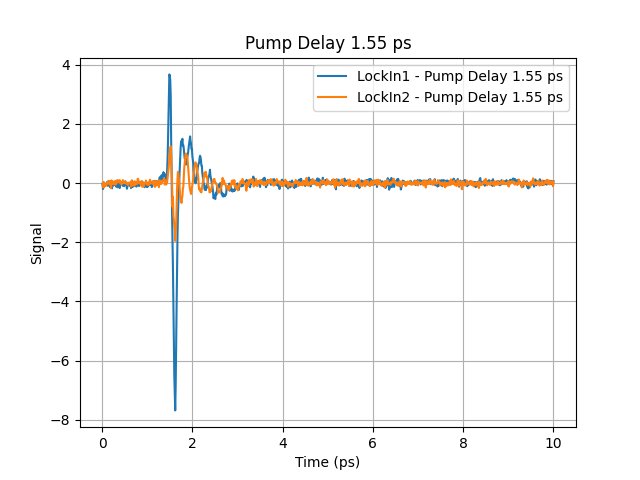 Pump Delay 1.55 ps
LockIn1 - Pump Delay 1.55 ps
LockIn2 - Pump Delay 1.55 ps
4
2
0
−2
−4
−6
−8
Signal
0 2 4 6 8 10
Time (ps)